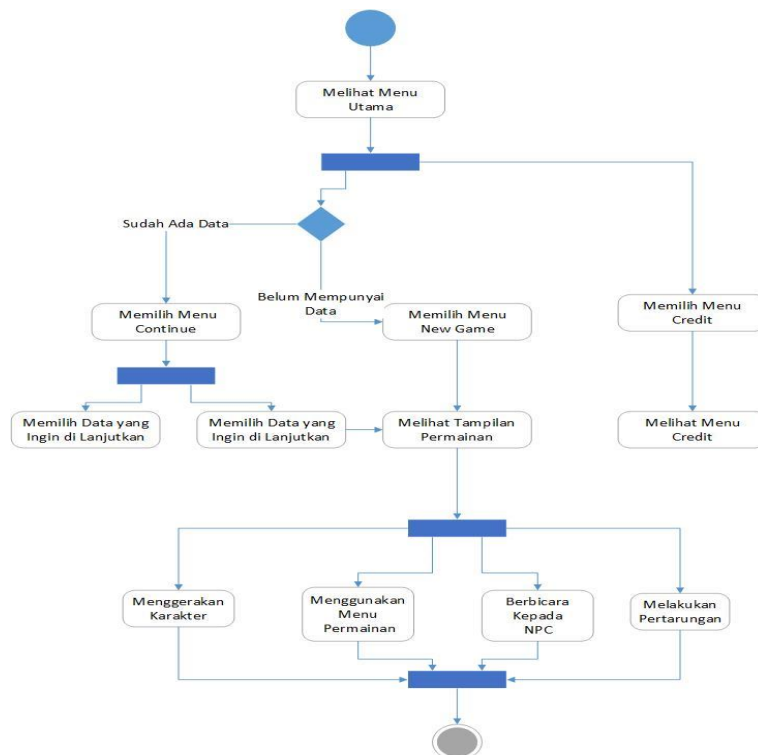 Melihat Menu
Utama
Sudah Ada Data
Belum Mempunyai
Data
Memilih Menu
Continue
Memilih Menu
New Game
Memilih Menu
Credit
Memilih Data yang
Ingin di Lanjutkan
Memilih Data yang
Ingin di Lanjutkan
Melihat Tampilan
Permainan
Melihat Menu
Credit
Menggerakan
Karakter
Menggunakan
Menu
Permainan
Berbicara
Kepada
NPC
Melakukan
Pertarungan